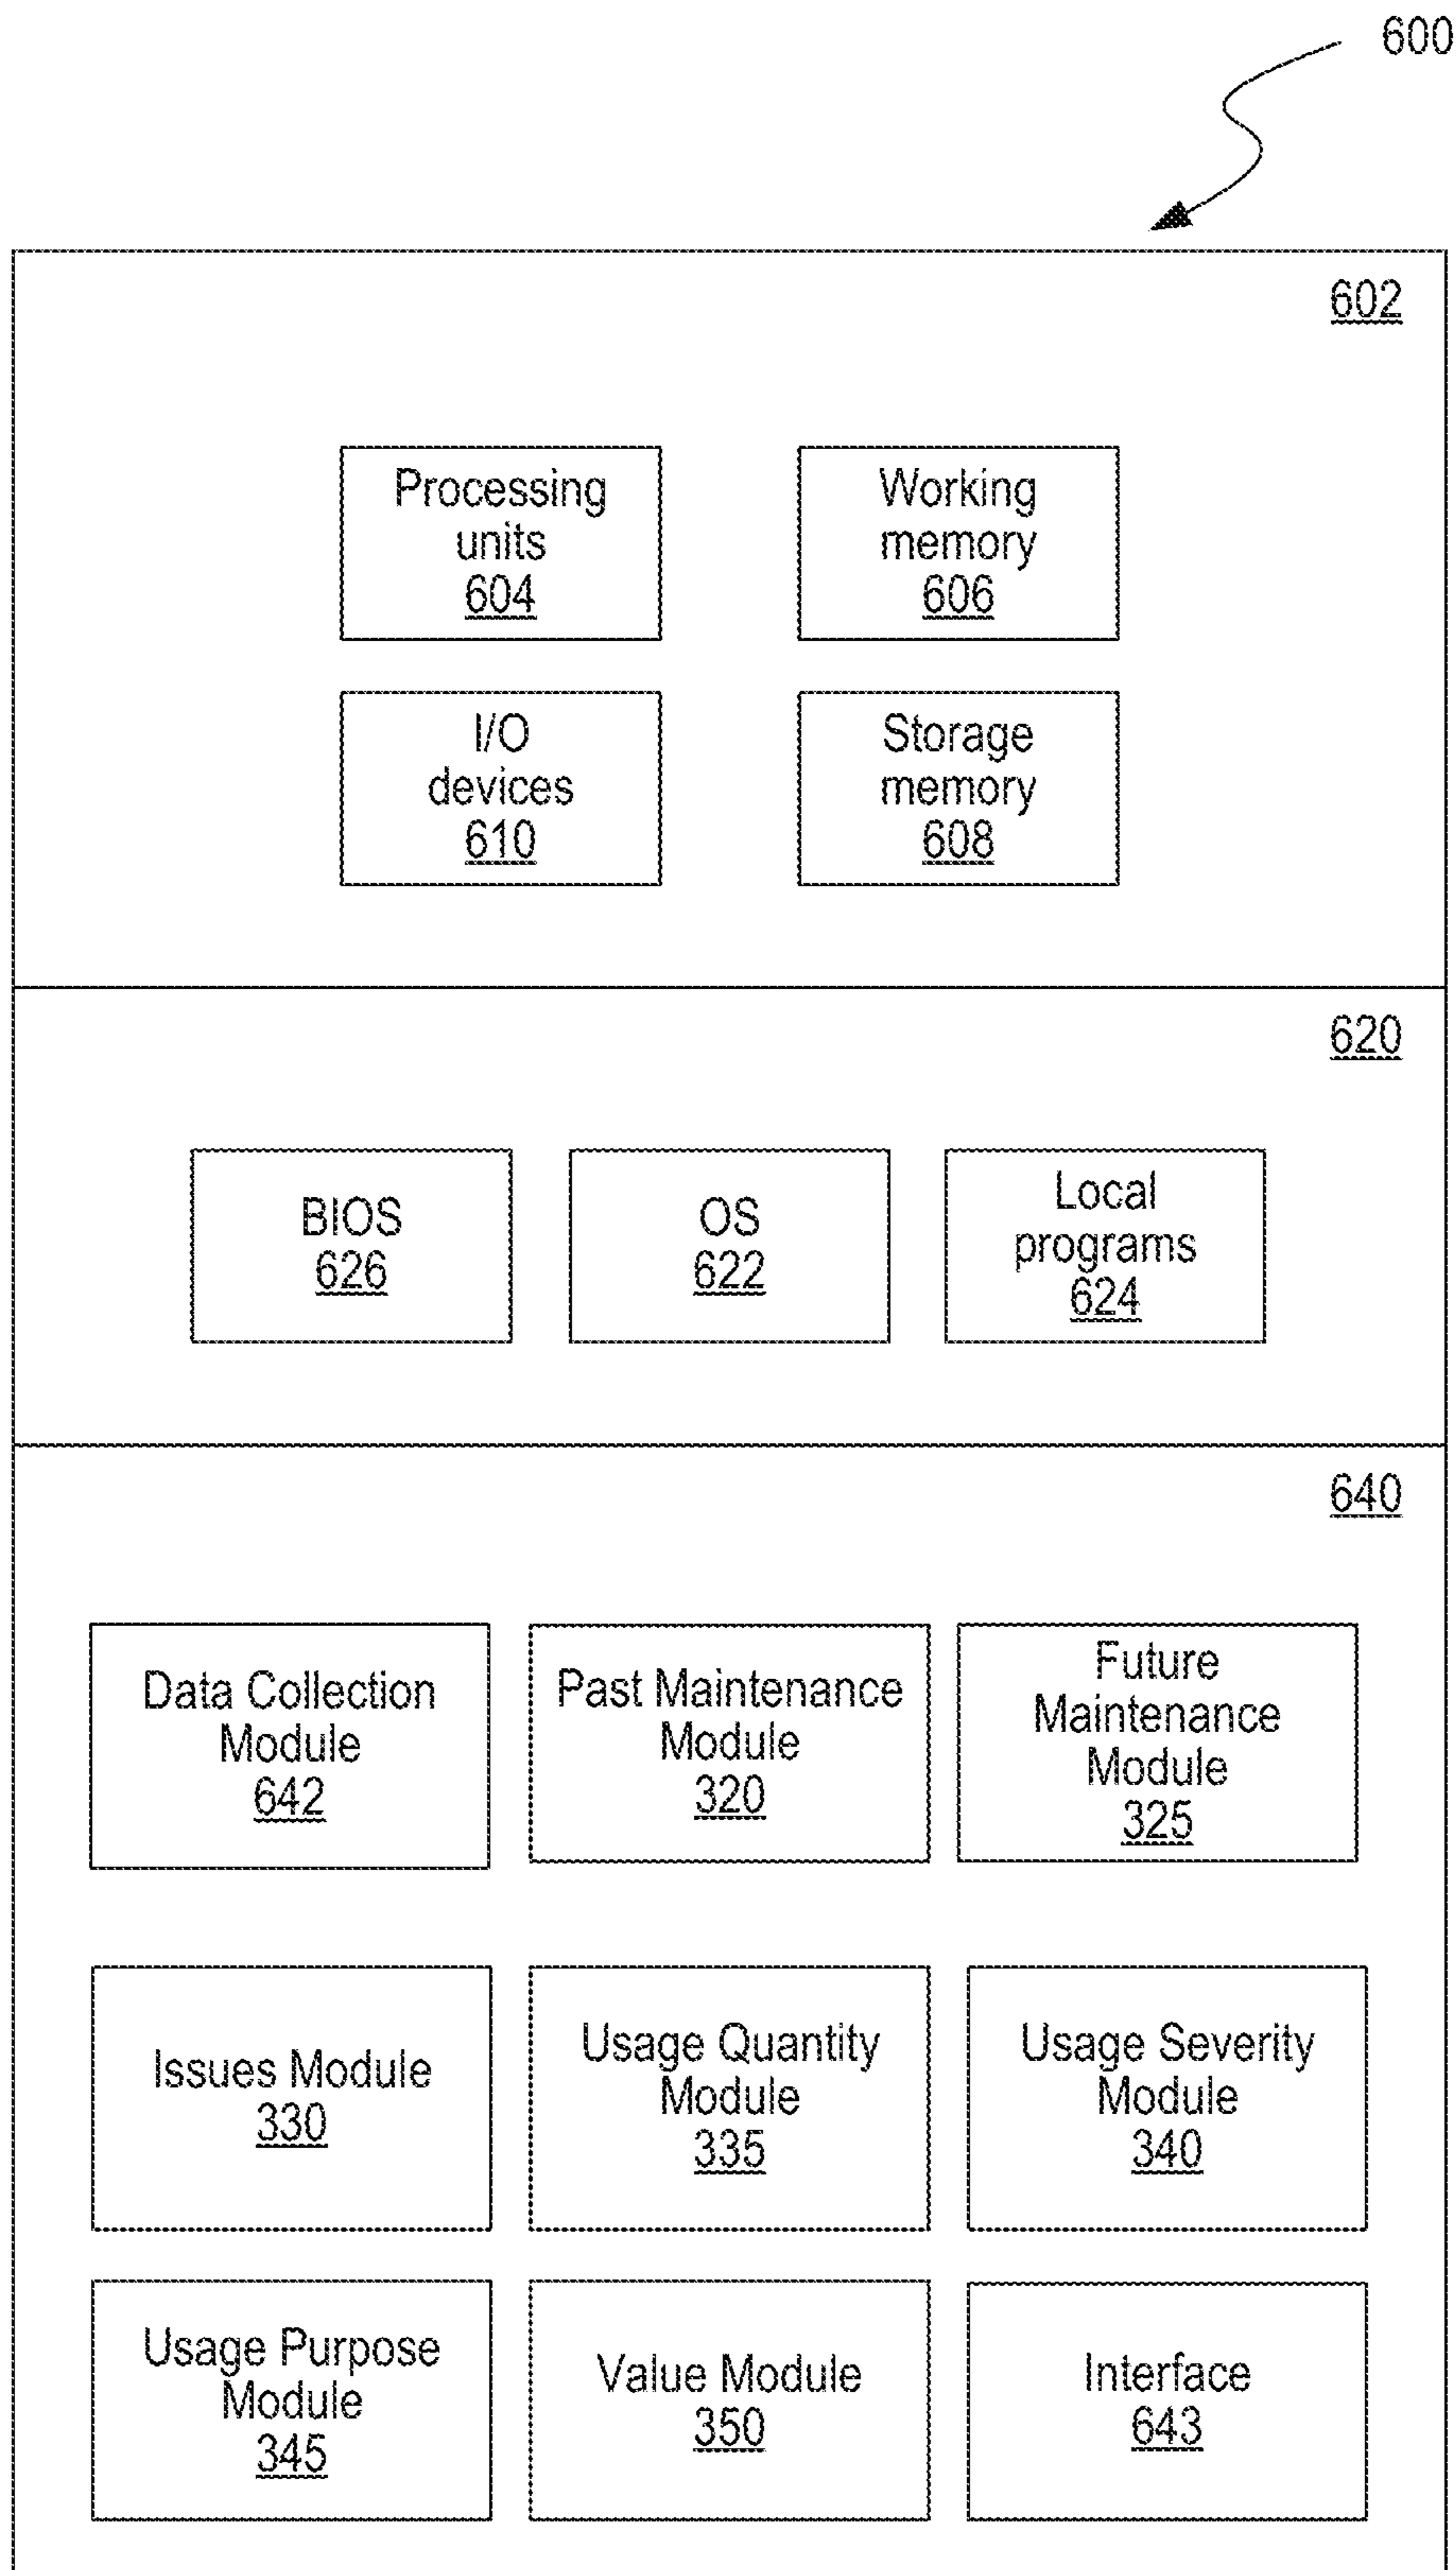 600
602
Processing
units
604
Working
memory
606
I/O
devices
610
Storage
memory
608
620
BIOS
626
OS
622
Local
programs
624
640
Data Collection
Module
642
Past Maintenance
Module
320
Future
Maintenance
Module
325
Issues Module
330
Usage Quantity
Module
335
Usage Severity
Module
340
Usage Purpose
Module
345
Value Module
350
Interface
643